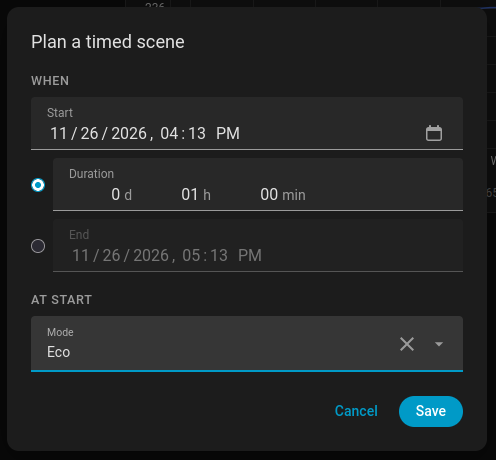 Plan a timed scene
WHEN
Start
11/26/2026, 04:13 PM
Duration
0 d 01 h 00 min
End
11/26/2026, 05:13 PM
AT START
Mode
Eco
Cancel Save